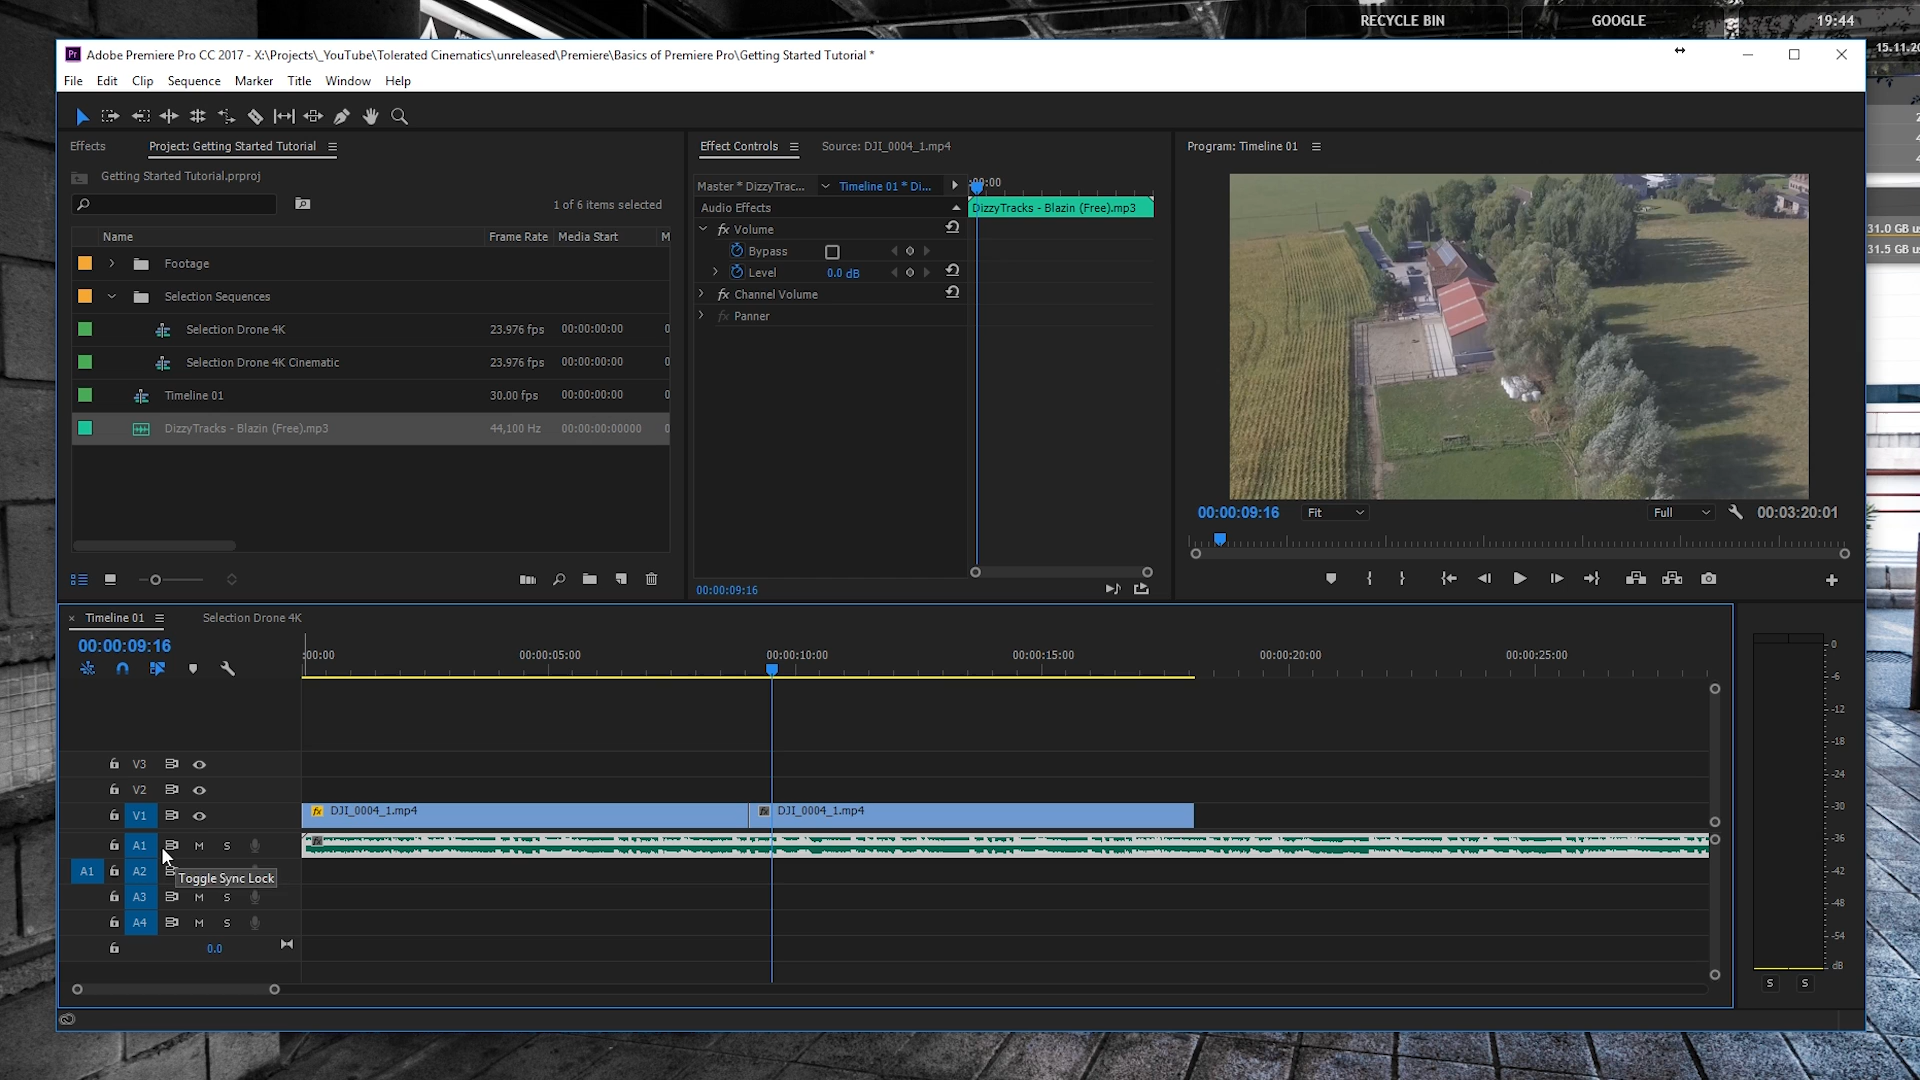 RECYCLE BIN
GOOGLE
19:44
Adobe Premiere Pro CC 2017 - X:\Projects\_YouTube\Tolerated Cinematics\unreleased\Premiere\Basics of Premiere Pro\Getting Started Tutorial *
File Edit Clip Sequence Marker Title Window Help
Effects
Project: Getting Started Tutorial
Getting Started Tutorial.prproj
1 of 6 items selected
Name Frame Rate Media Start M
Footage
Selection Sequences
Selection Drone 4K 23.976 fps 00:00:00:00 0
Selection Drone 4K Cinematic 23.976 fps 00:00:00:00 0
Timeline 01 30.00 fps 00:00:00:00 0
DizzyTracks - Blazin (Free).mp3 44,100 Hz 00:00:00:00000 0
Effect Controls
Source: DJI_0004_1.mp4
Master * DizzyTrac... Timeline 01 * Di... :00:00
Audio Effects DizzyTracks - Blazin (Free).mp3
fx Volume
Bypass
Level 0.0 dB
fx Channel Volume
fx Panner
00:00:09:16
Program: Timeline 01
00:00:09:16 Fit Full 00:03:20:01
15.11.20
31.0 GB us
31.5 GB us
× Timeline 01 Selection Drone 4K
00:00:09:16
:00:00 00:00:05:00 00:00:10:00 00:00:15:00 00:00:20:00 00:00:25:00
V3
V2
V1 fx DJI_0004_1.mp4 fx DJI_0004_1.mp4
A1 M S fx
A1 A2
Toggle Sync Lock
A3 M S
A4 M S
0.0
0
-6
-12
-18
-24
-30
-36
-42
-48
-54
dB
S S